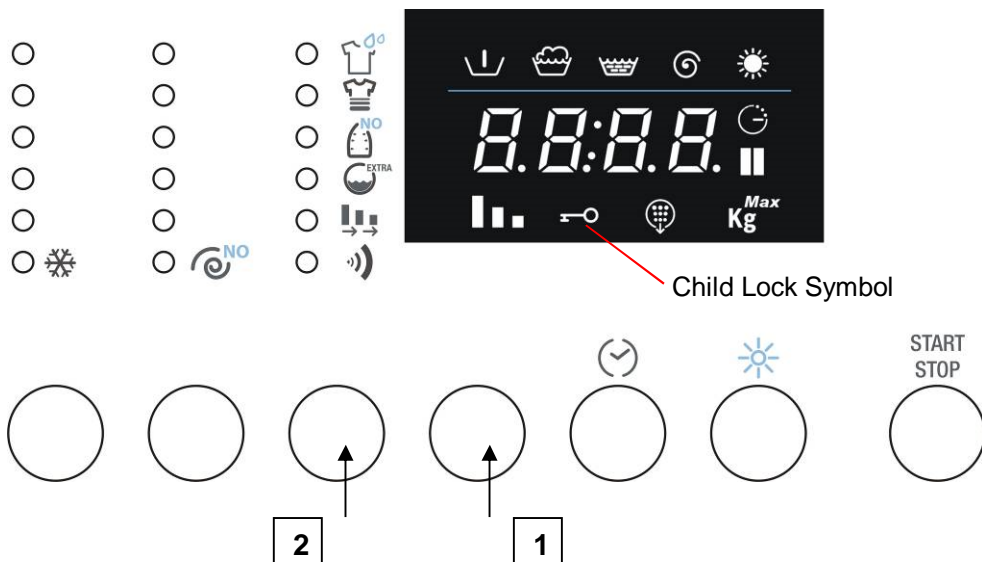 NO
EXTRA
NO
8.8:8.8.
Max
Kg
Child Lock Symbol
START
STOP
2
1